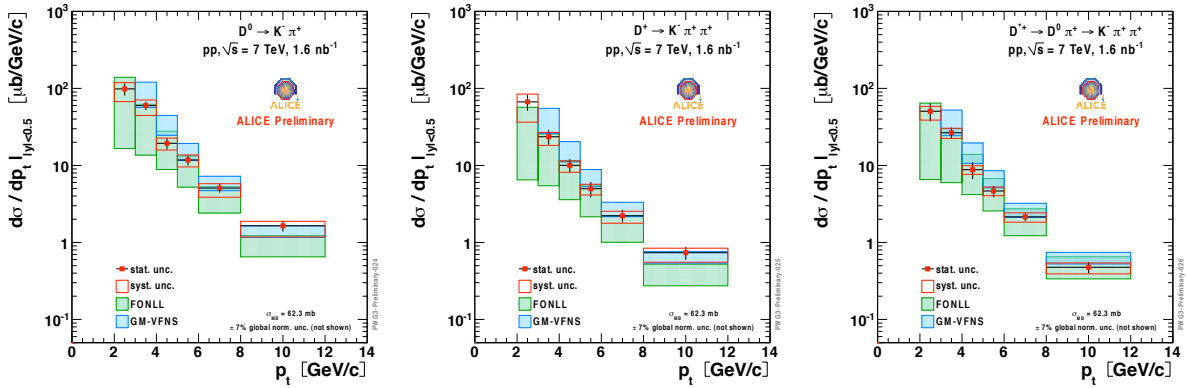 dσ / dp_t |_|y|<0.5 [μb/GeV/c]
10³
10²
10
1
10⁻¹
D⁰ → K⁻ π⁺
pp, √s = 7 TeV, 1.6 nb⁻¹
ALICE
ALICE Preliminary
stat. unc.
syst. unc.
FONLL
GM-VFNS
σ_MB = 62.3 mb
± 7% global norm. unc. (not shown)
PWG3-Preliminary-024
0 2 4 6 8 10 12 14
p_t [GeV/c]
dσ / dp_t |_|y|<0.5 [μb/GeV/c]
10³
10²
10
1
10⁻¹
D⁺ → K⁻ π⁺ π⁺
pp, √s = 7 TeV, 1.6 nb⁻¹
ALICE
ALICE Preliminary
stat. unc.
syst. unc.
FONLL
GM-VFNS
σ_MB = 62.3 mb
± 7% global norm. unc. (not shown)
PWG3-Preliminary-025
0 2 4 6 8 10 12 14
p_t [GeV/c]
dσ / dp_t |_|y|<0.5 [μb/GeV/c]
10³
10²
10
1
10⁻¹
D*⁺ → D⁰ π⁺ → K⁻ π⁺ π⁺
pp, √s = 7 TeV, 1.6 nb⁻¹
ALICE
ALICE Preliminary
stat. unc.
syst. unc.
FONLL
GM-VFNS
σ_MB = 62.3 mb
± 7% global norm. unc. (not shown)
PWG3-Preliminary-026
0 2 4 6 8 10 12 14
p_t [GeV/c]